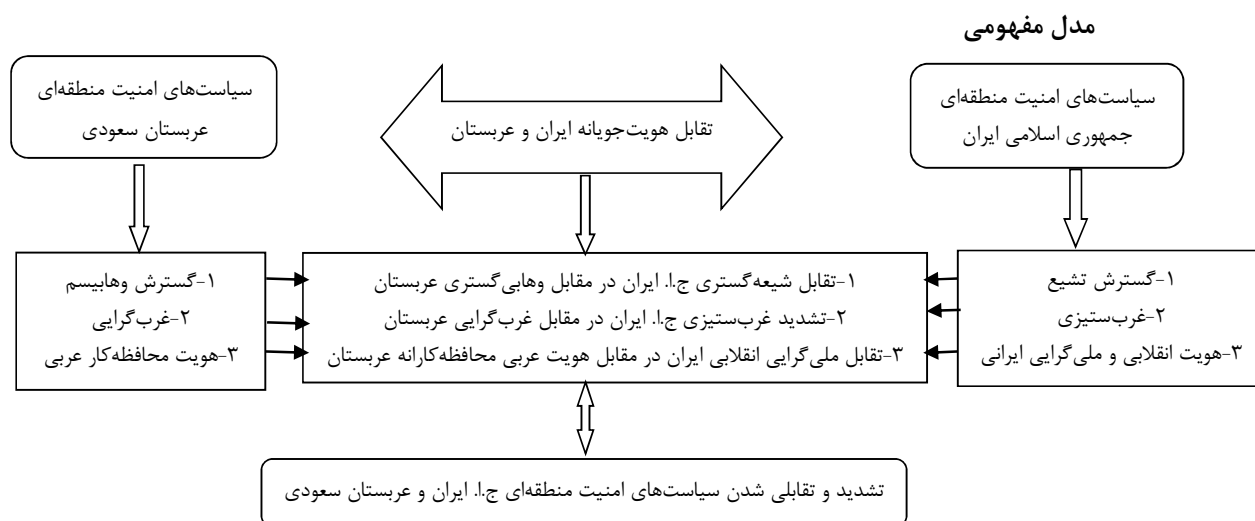 مدل مفهومی
سیاست‌های امنیت منطقه‌ای
جمهوری اسلامی ایران
تقابل هویت‌جویانه ایران و عربستان
سیاست‌های امنیت منطقه‌ای
عربستان سعودی
۱-گسترش تشیع
۲-غرب‌ستیزی
۳-هویت انقلابی و ملی‌گرایی ایرانی
۱-تقابل شیعه‌گستری ج.ا. ایران در مقابل وهابی‌گستری عربستان
۲-تشدید غرب‌ستیزی ج.ا. ایران در مقابل غرب‌گرایی عربستان
۳-تقابل ملی‌گرایی انقلابی ایران در مقابل هویت عربی محافظه‌کارانه عربستان
۱-گسترش وهابیسم
۲-غرب‌گرایی
۳-هویت محافظه‌کار عربی
تشدید و تقابلی شدن سیاست‌های امنیت منطقه‌ای ج.ا. ایران و عربستان سعودی